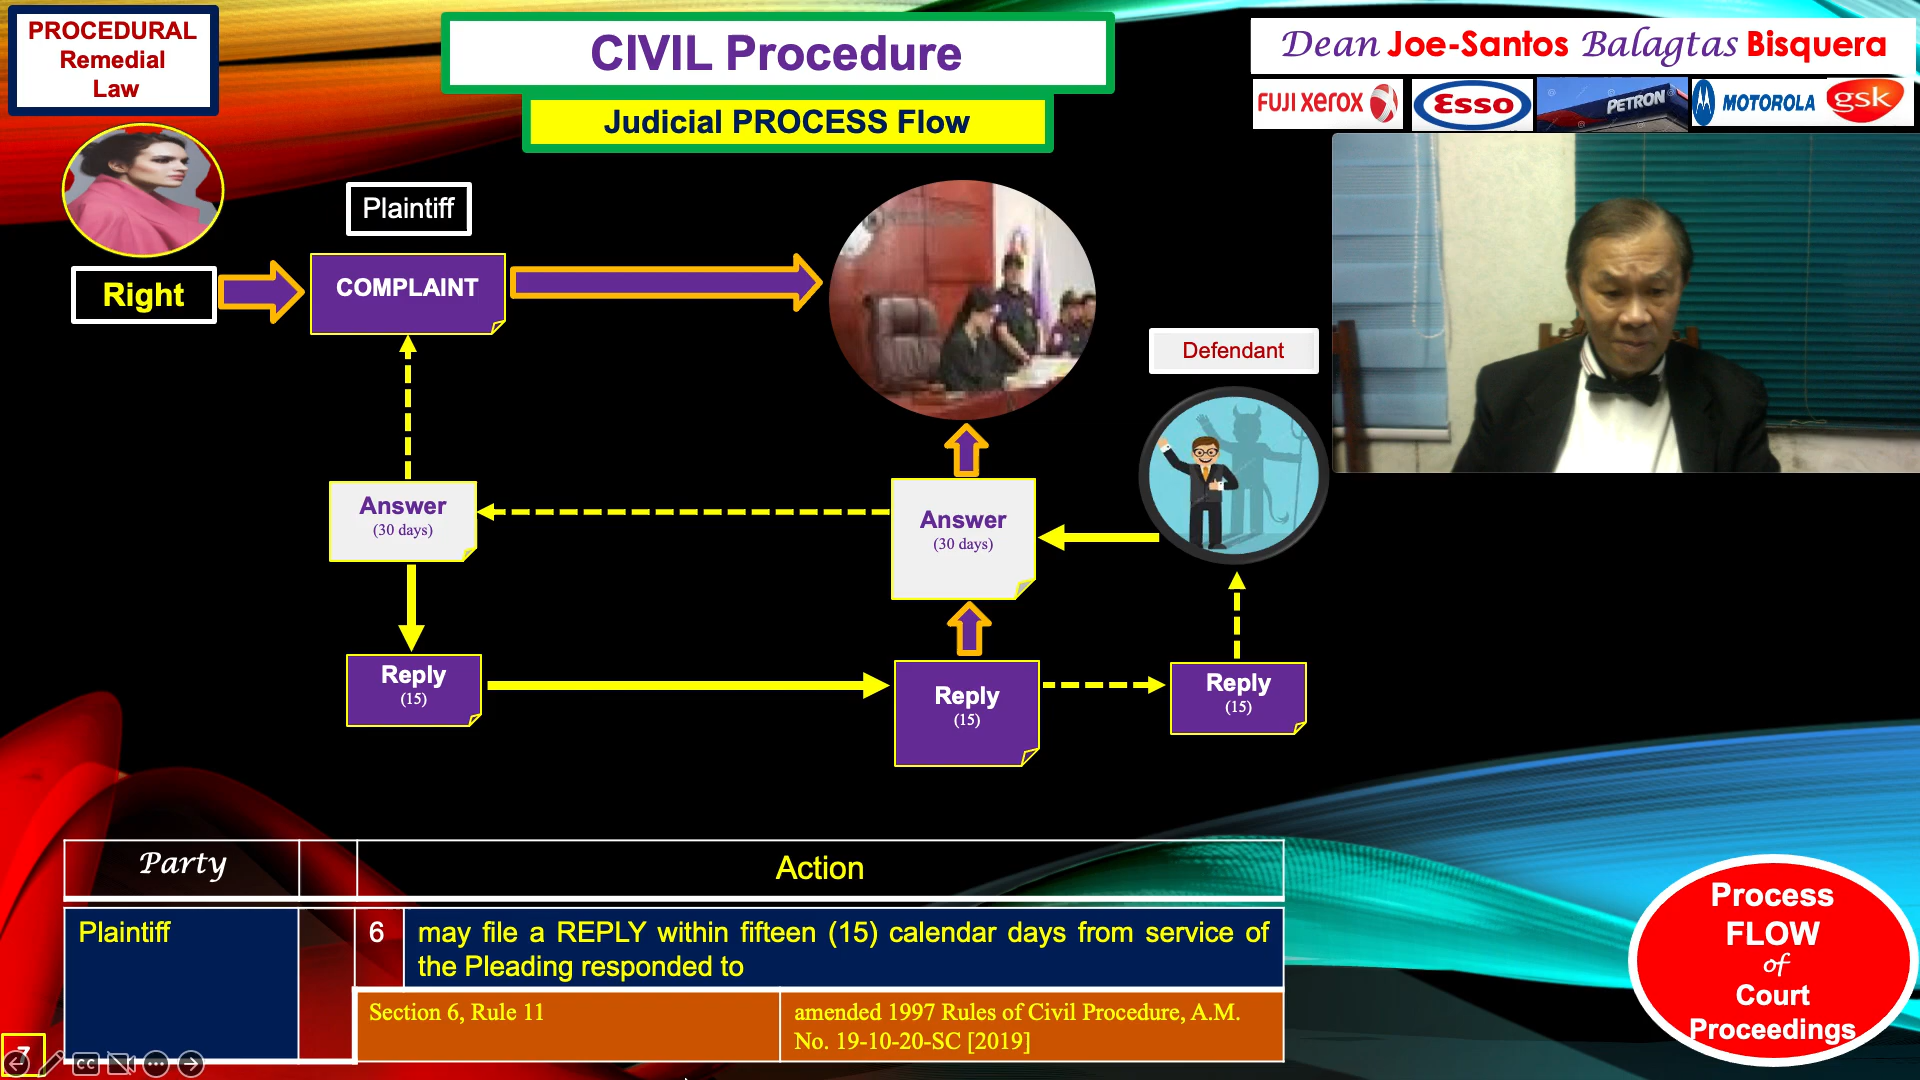 PROCEDURAL
Remedial
Law
CIVIL Procedure
Judicial PROCESS Flow
Dean Joe-Santos Balagtas Bisquera
FUJI XEROX
Esso
PETRON
MOTOROLA
gsk
Plaintiff
Right
COMPLAINT
Defendant
Answer
(30 days)
Answer
(30 days)
Reply
(15)
Reply
(15)
Reply
(15)
Party
Action
Plaintiff
6
may file a REPLY within fifteen (15) calendar days from service of
the Pleading responded to
Section 6, Rule 11
amended 1997 Rules of Civil Procedure, A.M.
No. 19-10-20-SC [2019]
Process
FLOW
of
Court
Proceedings
7
CC